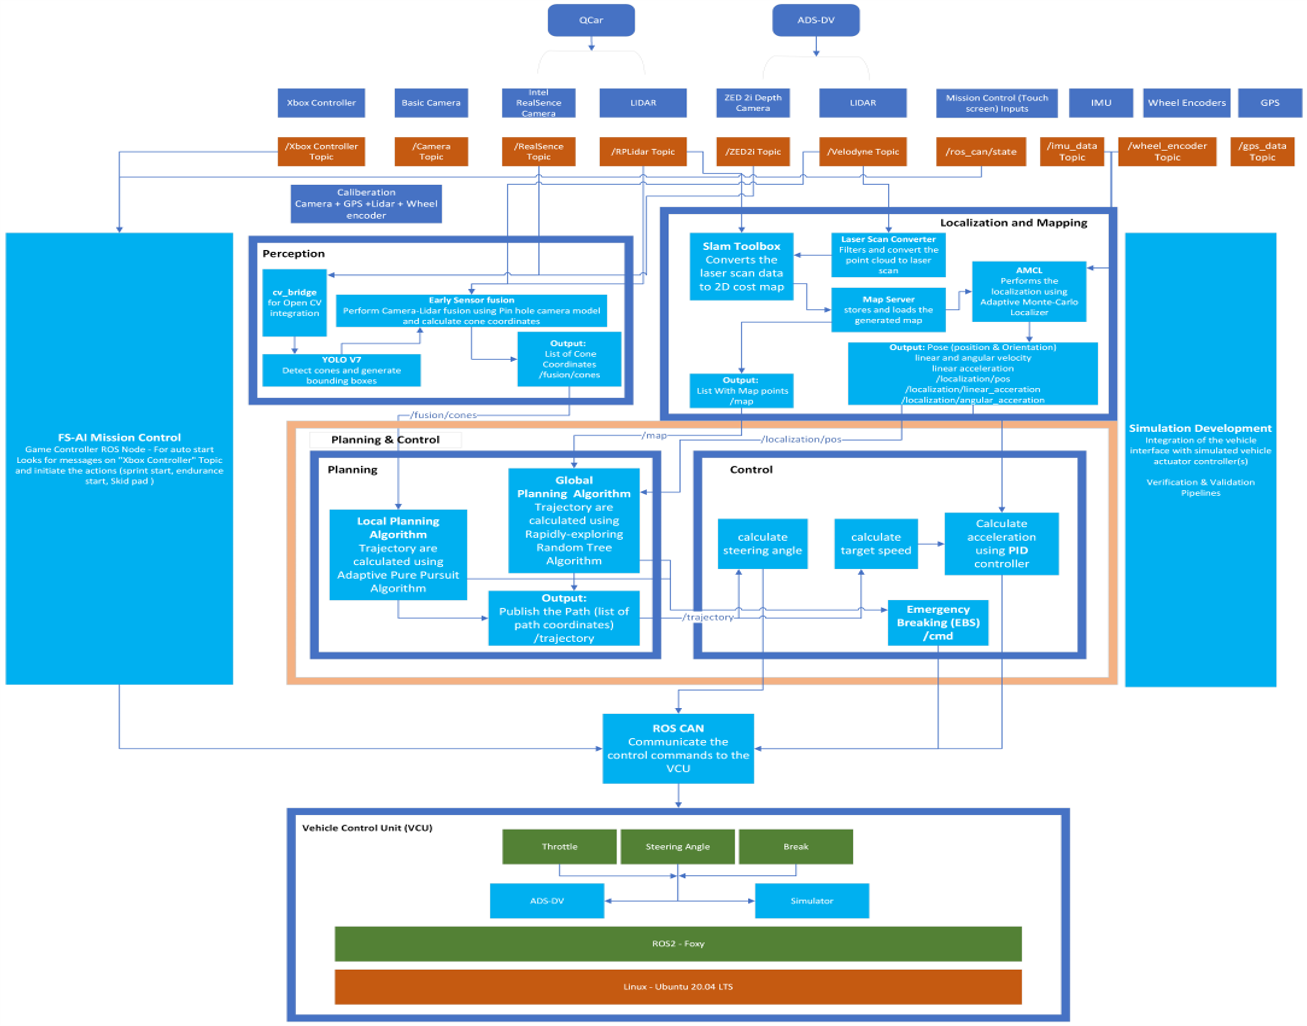 QCar
ADS-DV
Xbox Controller
Basic Camera
Intel
RealSence
Camera
LIDAR
ZED 2i Depth
Camera
LIDAR
Mission Control (Touch
screen) Inputs
IMU
Wheel Encoders
GPS
/Xbox Controller
Topic
/Camera
Topic
/RealSence
Topic
/RPLidar Topic
/ZED2i Topic
/Velodyne Topic
/ros_can/state
/imu_data
Topic
/wheel_encoder
Topic
/gps_data
Topic
Caliberation
Camera + GPS +Lidar + Wheel
encoder
Perception
cv_bridge
for Open CV
integration
Early Sensor fusion
Perform Camera-Lidar fusion using Pin hole camera model
and calculate cone coordinates
YOLO V7
Detect cones and generate
bounding boxes
Output:
List of Cone
Coordinates
/fusion/cones
Localization and Mapping
Slam Toolbox
Converts the
laser scan data
to 2D cost map
Laser Scan Converter
Filters and convert the
point cloud to laser
scan
Map Server
stores and loads the
generated map
AMCL
Performs the
localization using
Adaptive Monte-Carlo
Localizer
Output:
List With Map points
/map
Output: Pose (position & Orientation)
linear and angular velocity
linear acceleration
/localization/pos
/localization/linear_acceration
/localization/angular_acceration
FS-AI Mission Control
Game Controller ROS Node - For auto start
Looks for messages on "Xbox Controller" Topic
and initiate the actions (sprint start, endurance
start, Skid pad )
Simulation Development
Integration of the vehicle
interface with simulated vehicle
actuator controller(s)
Verification & Validation
Pipelines
/fusion/cones
/map
/localization/pos
Planning & Control
Planning
Local Planning
Algorithm
Trajectory are
calculated using
Adaptive Pure Pursuit
Algorithm
Global
Planning Algorithm
Trajectory are
calculated using
Rapidly-exploring
Random Tree
Algorithm
Output:
Publish the Path (list of
path coordinates)
/trajectory
/trajectory
Control
calculate
steering angle
calculate
target speed
Calculate
acceleration
using PID
controller
Emergency
Breaking (EBS)
/cmd
ROS CAN
Communicate the
control commands to the
VCU
Vehicle Control Unit (VCU)
Throttle
Steering Angle
Break
ADS-DV
Simulator
ROS2 - Foxy
Linux - Ubuntu 20.04 LTS